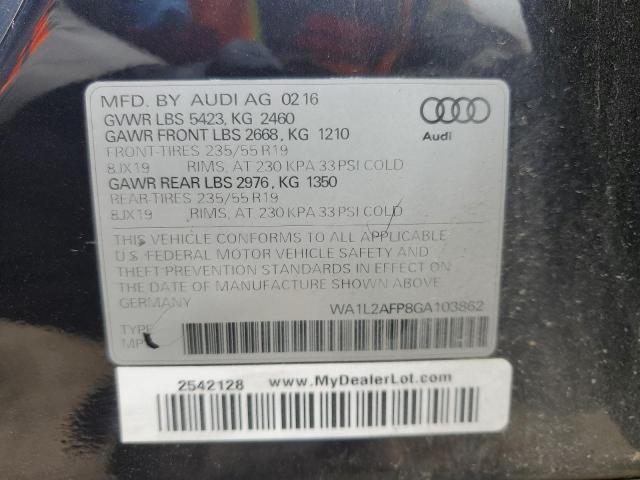 MFD. BY AUDI AG 02 16
GVWR LBS 5423, KG 2460
GAWR FRONT LBS 2668, KG 1210
FRONT-TIRES 235/55 R19
8JX19 RIMS, AT 230 KPA 33 PSI COLD
GAWR REAR LBS 2976, KG 1350
REAR-TIRES 235/55 R19
8JX19 RIMS, AT 230 KPA 33 PSI COLD
Audi
THIS VEHICLE CONFORMS TO ALL APPLICABLE
U.S. FEDERAL MOTOR VEHICLE SAFETY AND
THEFT PREVENTION STANDARDS IN EFFECT ON
THE DATE OF MANUFACTURE SHOWN ABOVE
GERMANY WA1L2AFP8GA103862
TYPE
2542128 www.MyDealerLot.com